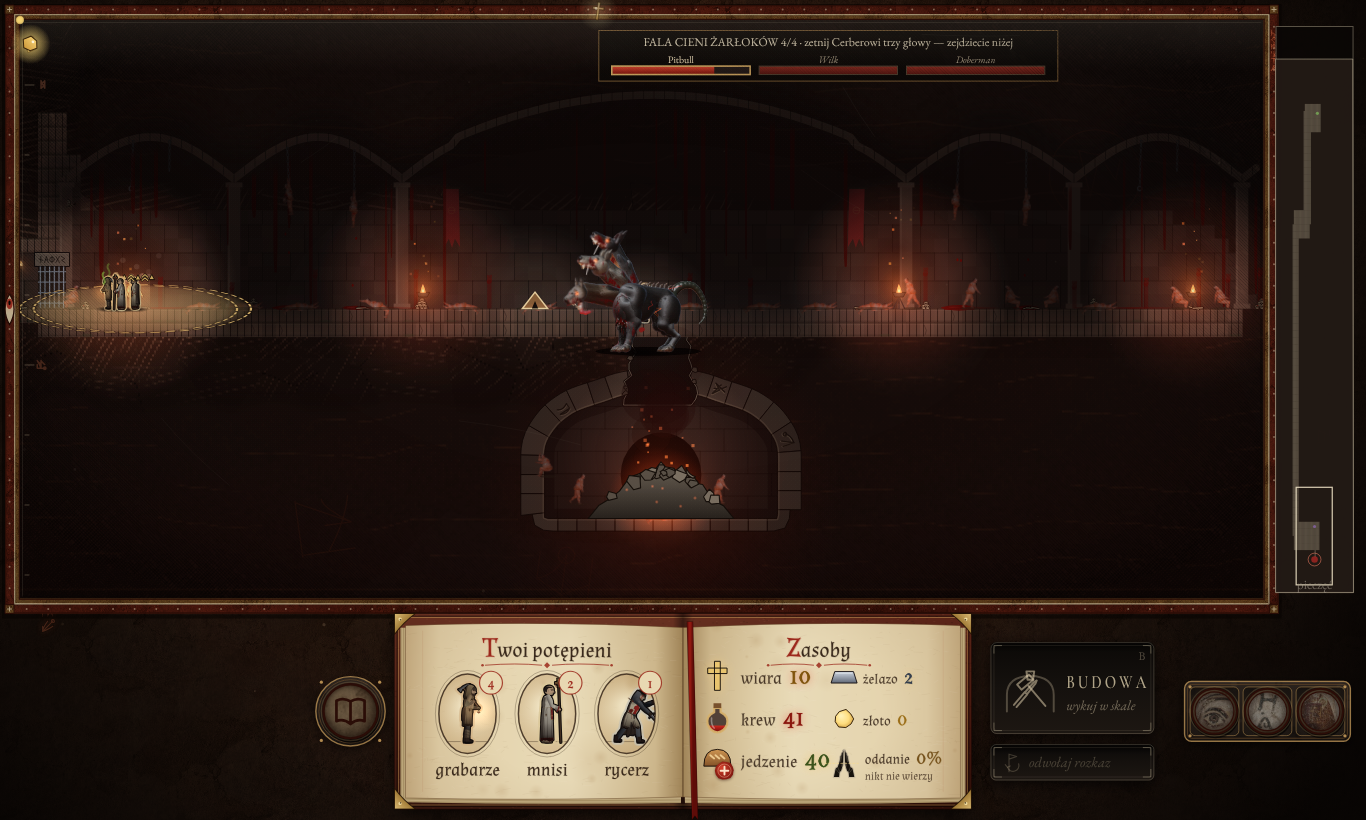 FALA CIENI ŻARŁOKÓW 4/4 · zetnij Cerberowi trzy głowy — zejdziecie niżej
Pitbull
Wilk
Doberman
Twoi potępieni
4
2
1
grabarze
mnisi
rycerz
Zasoby
wiara 10
żelazo 2
krew 41
złoto 0
jedzenie 40
oddanie 0%
nikt nie wierzy
B
BUDOWA
wykuj w skale
odwołaj rozkaz